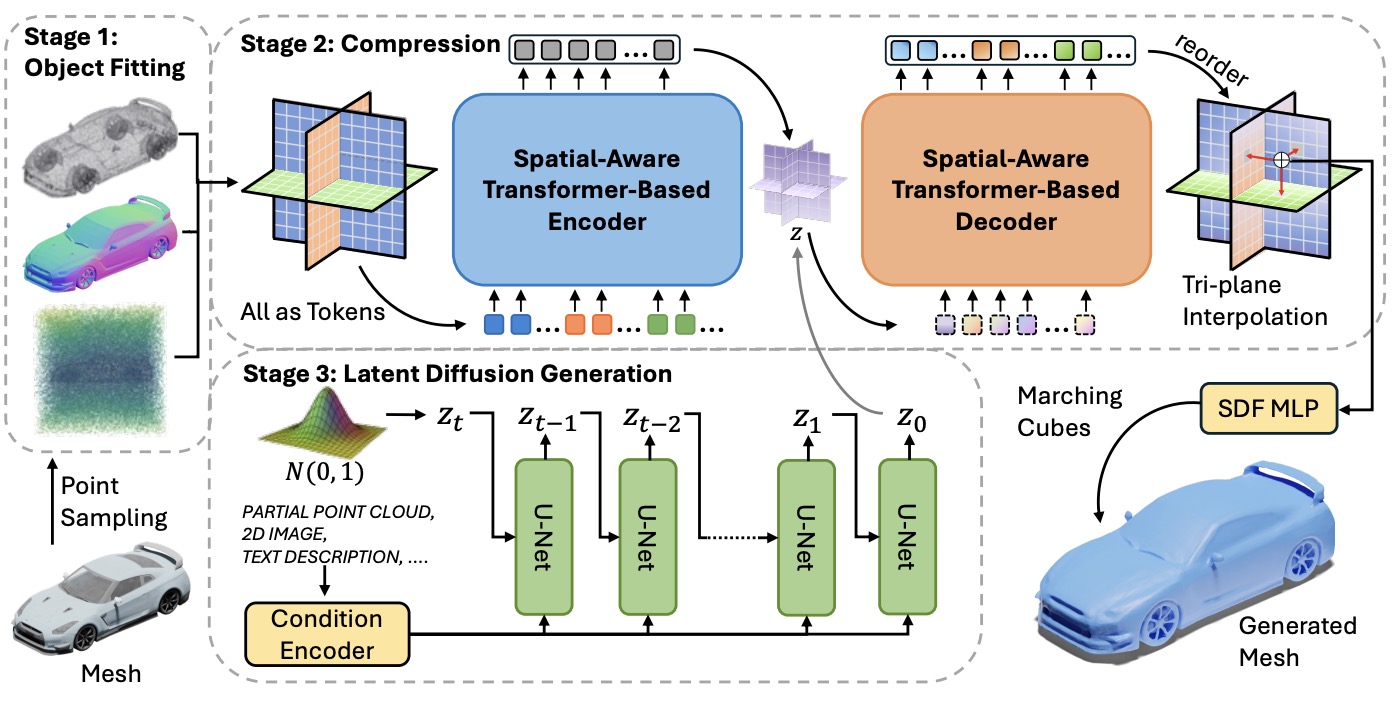 Stage 1:
Object Fitting
Point
Sampling
Mesh
Stage 2: Compression
All as Tokens
Spatial-Aware
Transformer-Based
Encoder
z
Spatial-Aware
Transformer-Based
Decoder
reorder
Tri-plane
Interpolation
Stage 3: Latent Diffusion Generation
N(0, 1)
z_t
z_{t−1}
z_{t−2}
z_1
z_0
PARTIAL POINT CLOUD,
2D IMAGE,
TEXT DESCRIPTION, ....
Condition
Encoder
U-Net
U-Net
U-Net
U-Net
SDF MLP
Marching
Cubes
Generated
Mesh